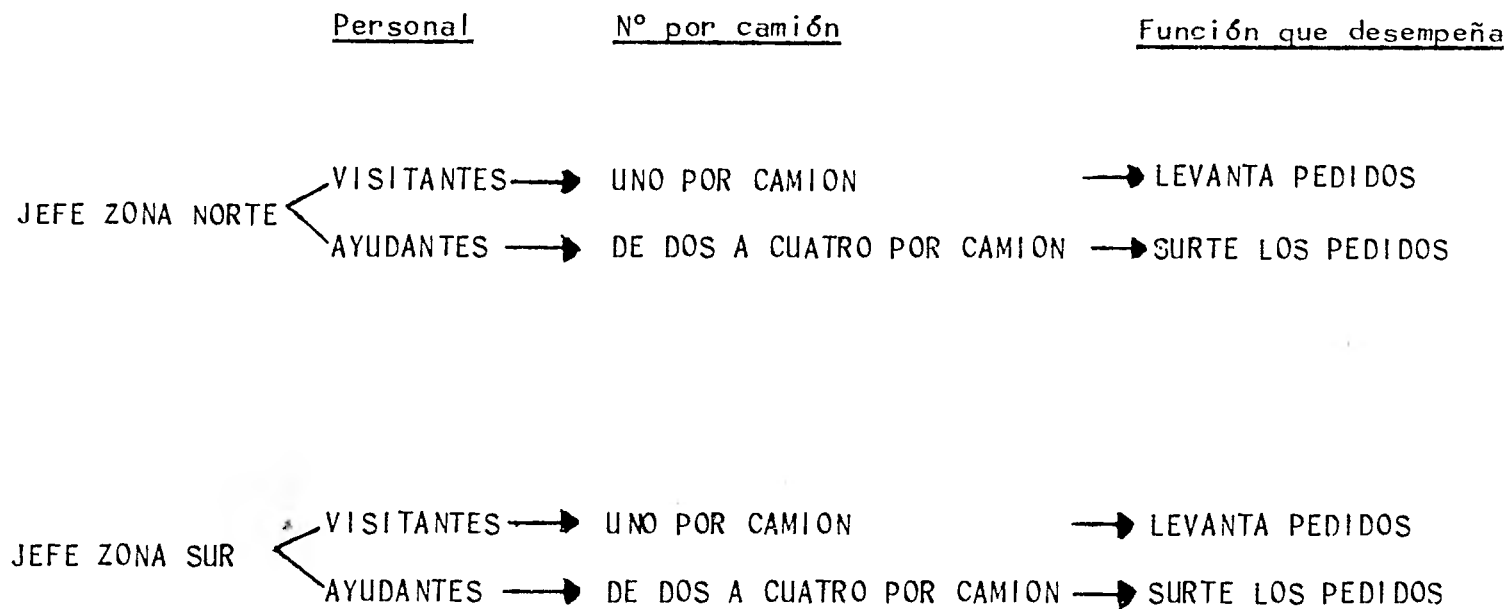 Personal N° por camión Función que desempeña
VISITANTES UNO POR CAMION LEVANTA PEDIDOS
JEFE ZONA NORTE
AYUDANTES DE DOS A CUATRO POR CAMION SURTE LOS PEDIDOS
VISITANTES UNO POR CAMION LEVANTA PEDIDOS
JEFE ZONA SUR
AYUDANTES DE DOS A CUATRO POR CAMION SURTE LOS PEDIDOS